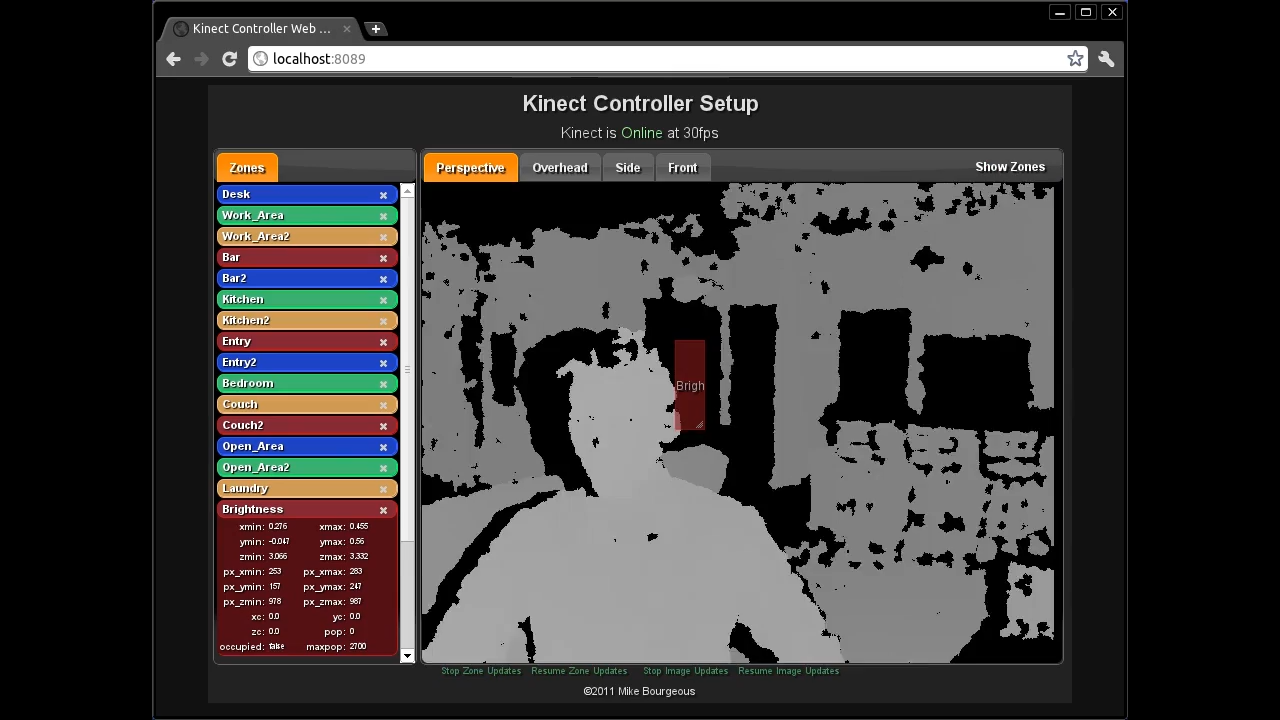 Kinect Controller Web ...
localhost:8089
Kinect Controller Setup
Kinect is Online at 30fps
Zones
Perspective Overhead Side Front Show Zones
Desk
Work_Area
Work_Area2
Bar
Bar2
Kitchen
Kitchen2
Entry
Entry2
Bedroom
Couch
Couch2
Open_Area
Open_Area2
Laundry
Brightness
xmin: 0.276 xmax: 0.455
ymin: -0.047 ymax: 0.56
zmin: 3.066 zmax: 3.332
px_xmin: 253 px_xmax: 283
px_ymin: 157 px_ymax: 247
px_zmin: 978 px_zmax: 987
xc: 0.0 yc: 0.0
zc: 0.0 pop: 0
occupied: false maxpop: 2700
Brigh
Stop Zone Updates Resume Zone Updates Stop Image Updates Resume Image Updates
©2011 Mike Bourgeous